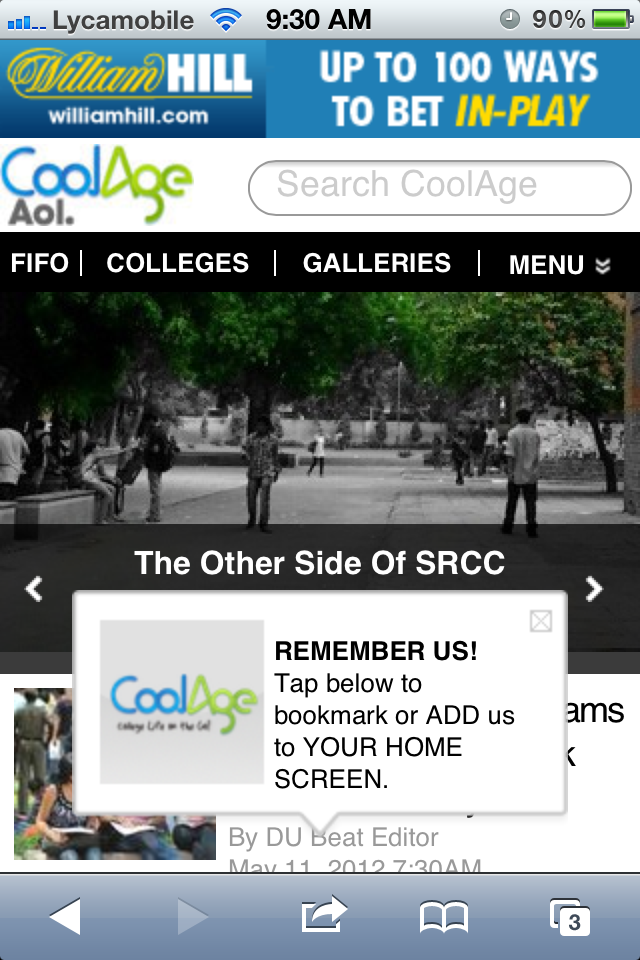 Lycamobile 9:30 AM 90%
William HILL
williamhill.com
UP TO 100 WAYS
TO BET IN-PLAY
CoolAge
Aol.
Search CoolAge
FIFO COLLEGES GALLERIES MENU
The Other Side Of SRCC
CoolAge
College Life on the Go!
REMEMBER US!
Tap below to
bookmark or ADD us
to YOUR HOME
SCREEN.
By DU Beat Editor
May 11, 2012 7:30AM
3